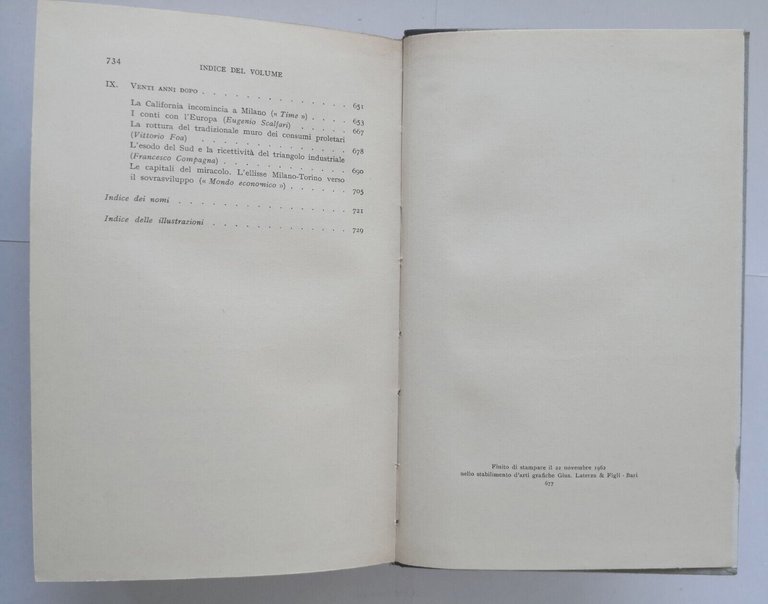 734
INDICE DEL VOLUME
IX. Venti anni dopo . . . . . . . . . . . . . . 651
La California incomincia a Milano (« Time ») . . . . 653
I conti con l'Europa (Eugenio Scalfari) . . . . . 667
La rottura del tradizionale muro dei consumi proletari
(Vittorio Foa) . . . . . . . . . . . . 678
L'esodo del Sud e la ricettività del triangolo industriale
(Francesco Compagna) . . . . . . . . . . 690
Le capitali del miracolo. L'ellisse Milano-Torino verso
il sovrasviluppo (« Mondo economico ») . . . . . 705
Indice dei nomi . . . . . . . . . . . . . . 721
Indice delle illustrazioni . . . . . . . . . . . . 729
Finito di stampare il 22 novembre 1962
nello stabilimento d'arti grafiche Gius. Laterza & Figli - Bari
677